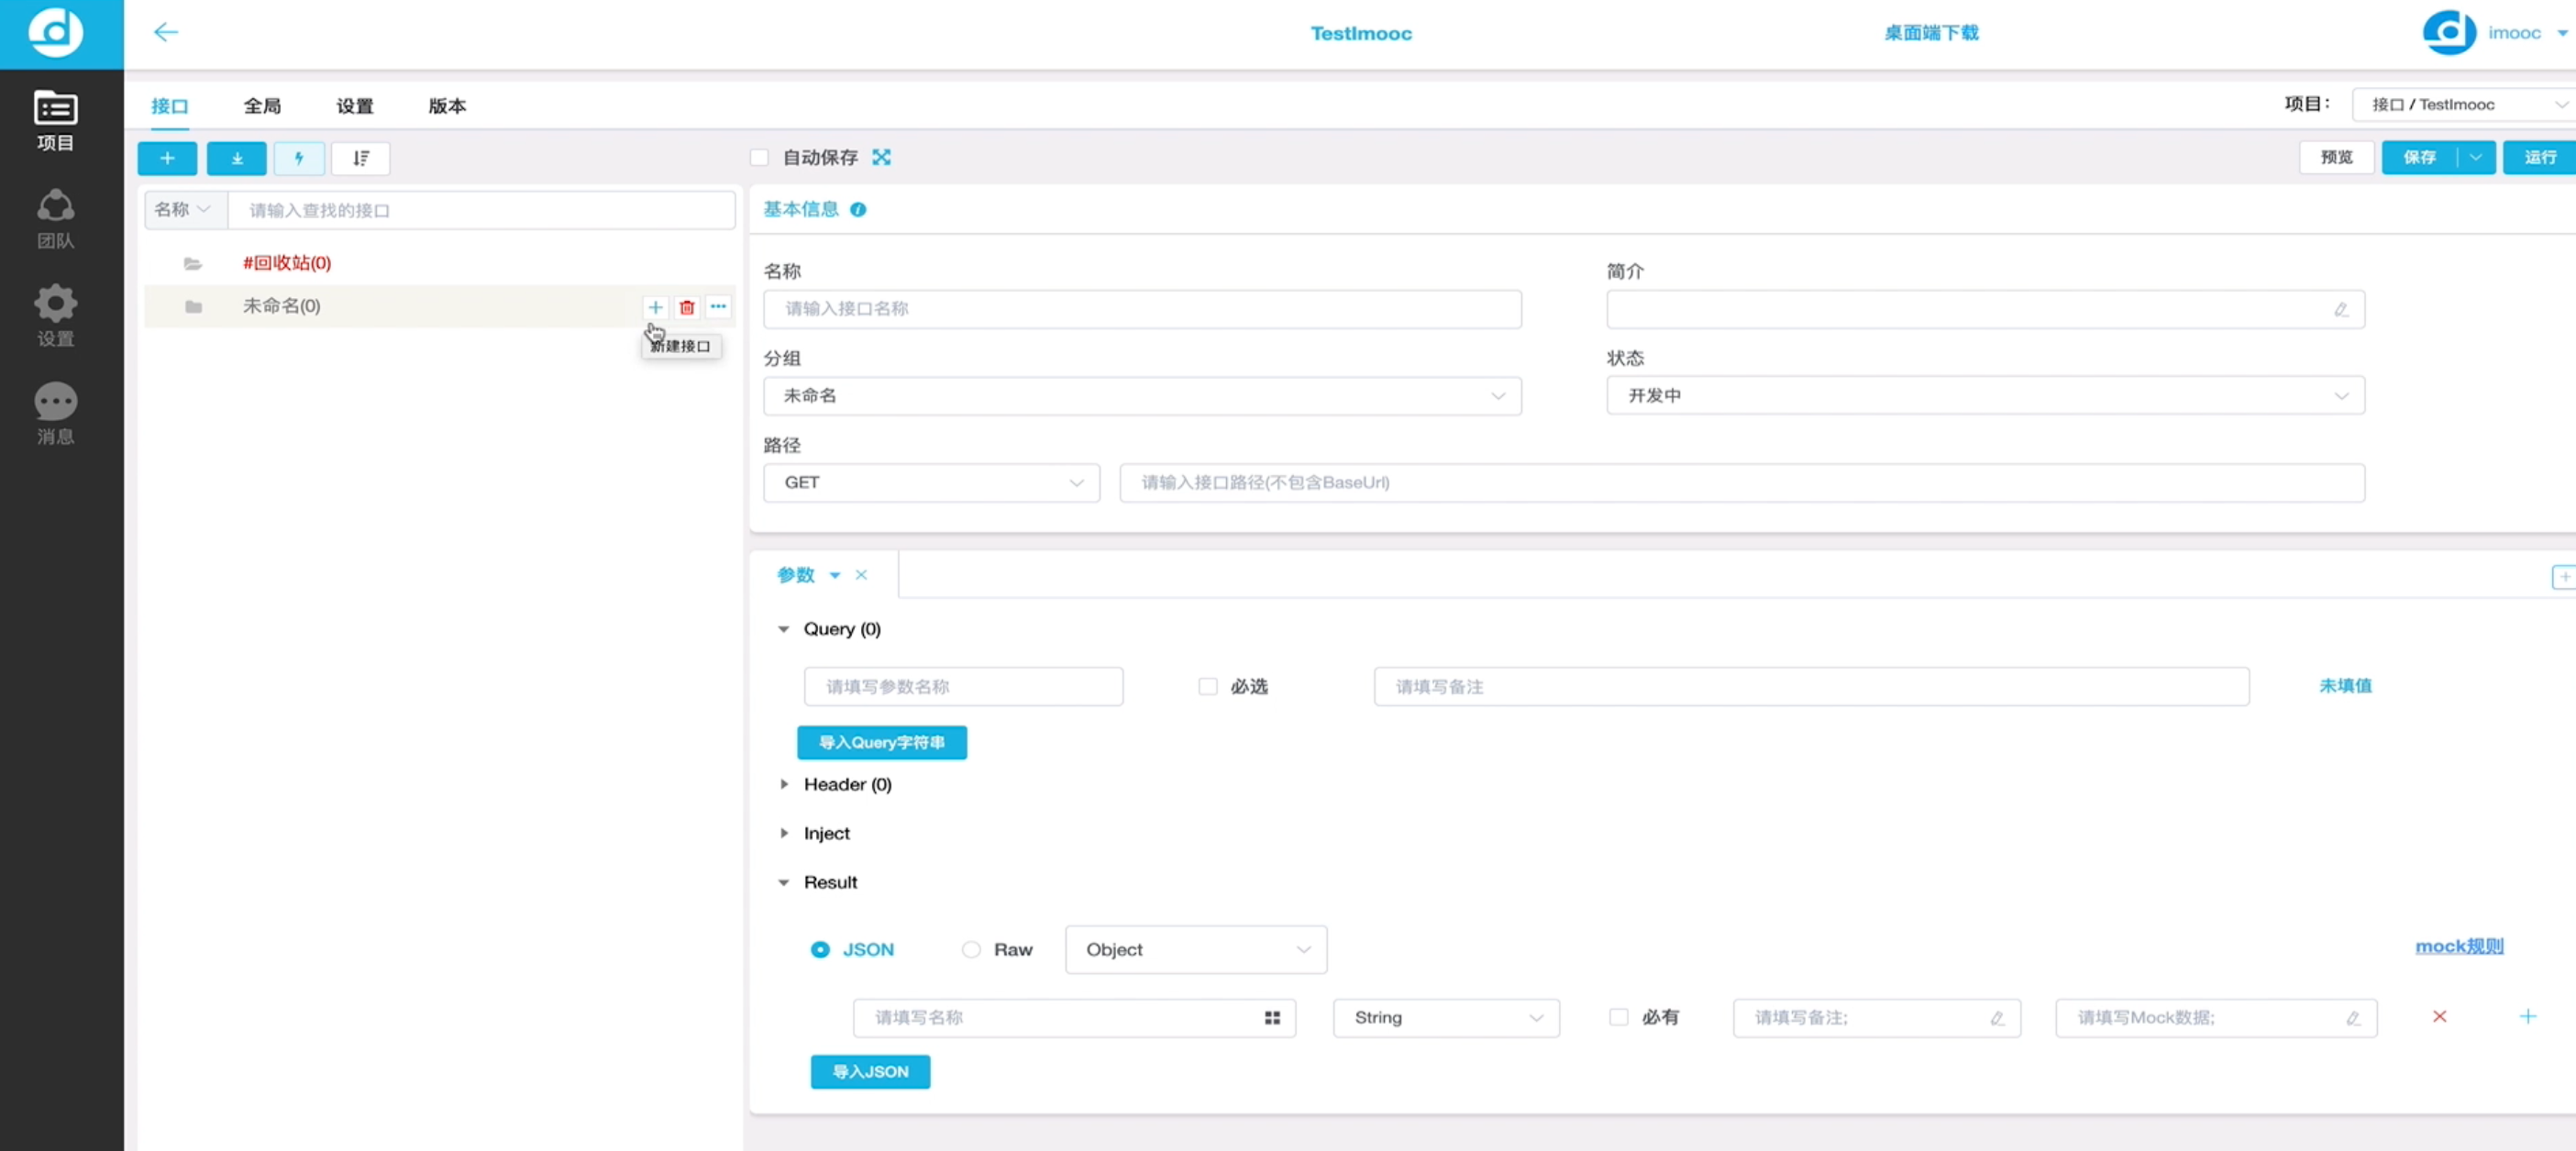 TestImooc
桌面端下载
imooc
接口
全局
设置
版本
项目：
接口 / TestImooc
项目
团队
设置
消息
自动保存
预览
保存
运行
名称
请输入查找的接口
#回收站(0)
未命名(0)
新建接口
基本信息
名称
简介
请输入接口名称
分组
状态
未命名
开发中
路径
GET
请输入接口路径(不包含BaseUrl)
参数
Query (0)
请填写参数名称
必选
请填写备注
未填值
导入Query字符串
Header (0)
Inject
Result
JSON
Raw
Object
mock规则
请填写名称
String
必有
请填写备注;
请填写Mock数据;
导入JSON